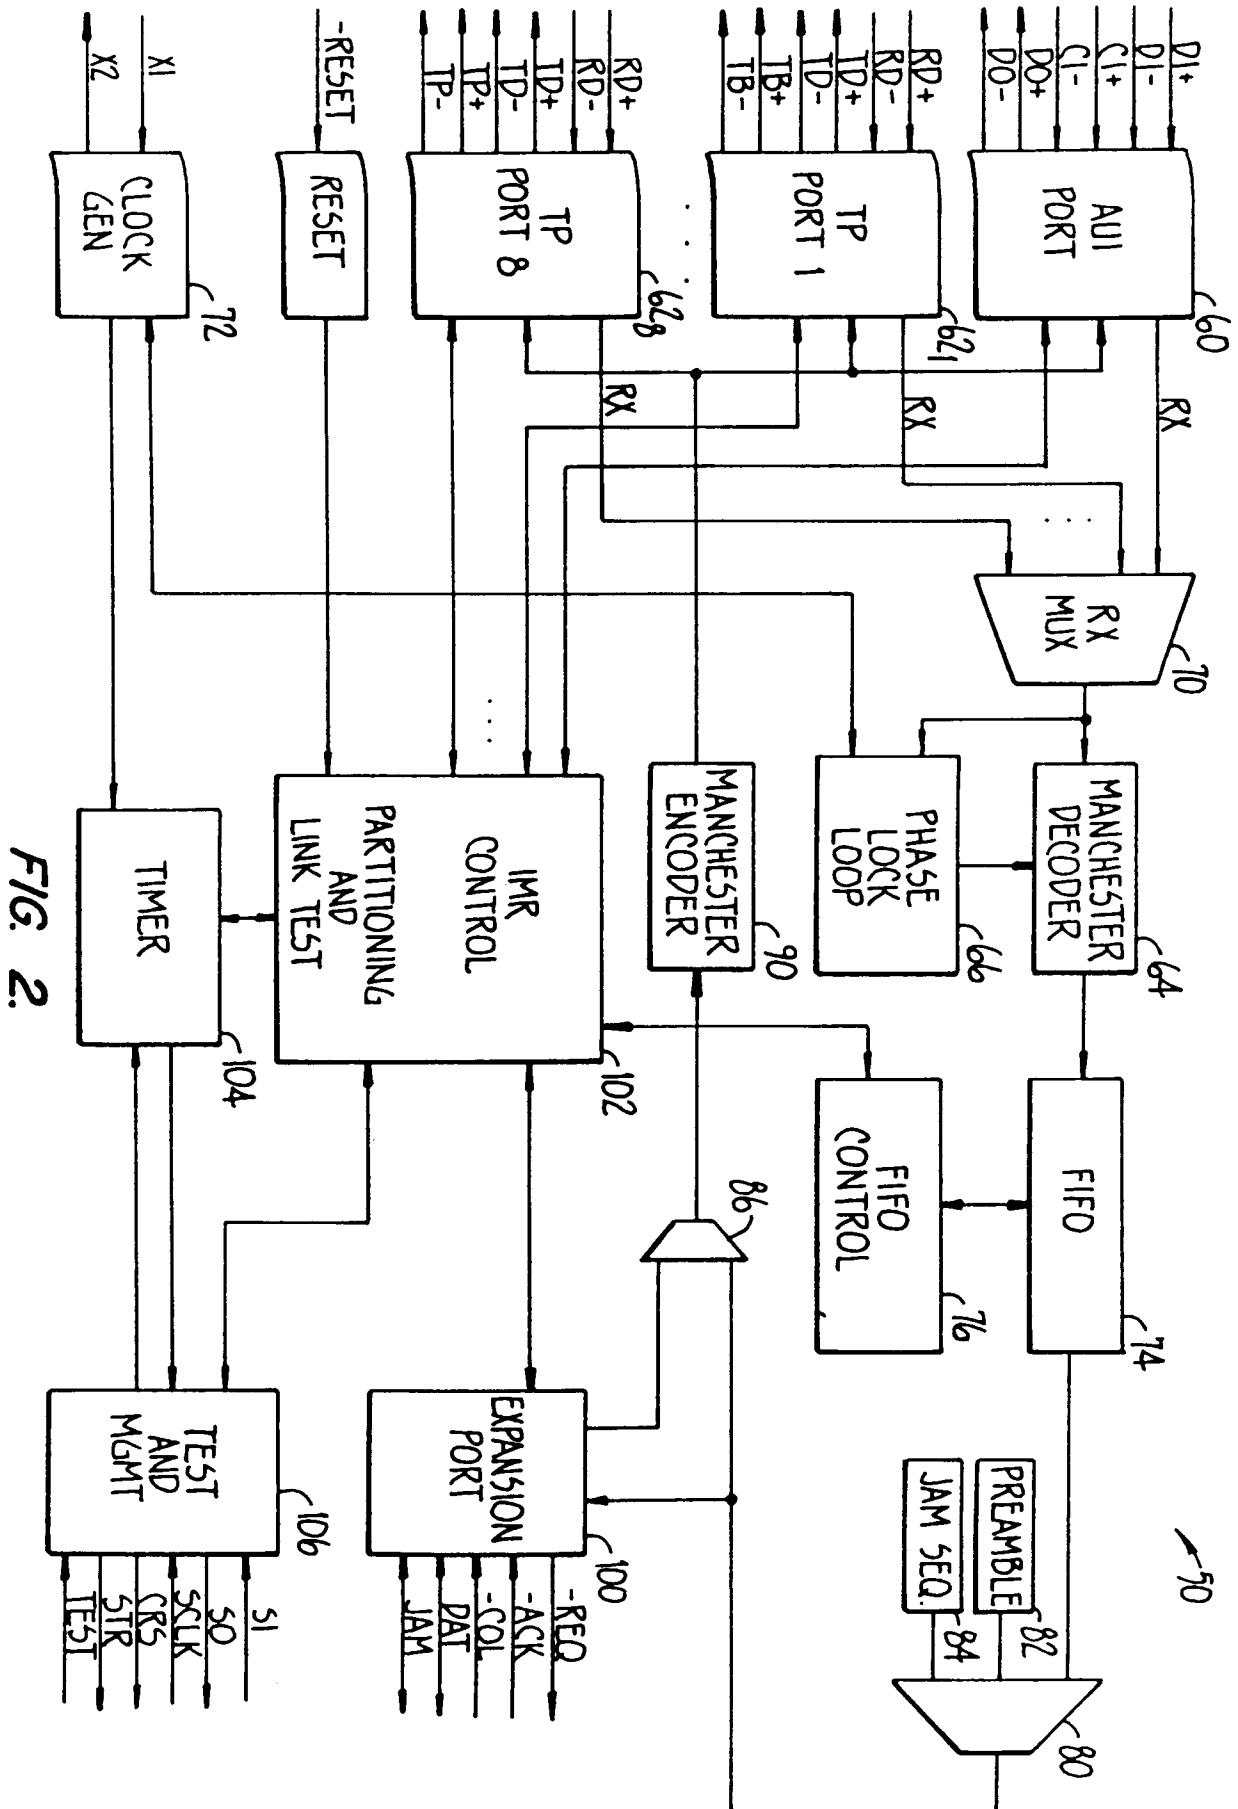 DI+
DI-
CI+
CI-
DO+
DO-
AUI
PORT
60
RX
RD+
RD-
TD+
TD-
TB+
TB-
TP
PORT 1
62₁
RX
RD+
RD-
TD+
TD-
TP+
TP-
TP
PORT 8
62₈
RX
-RESET
RESET
X1
X2
CLOCK
GEN
72
RX
MUX
70
MANCHESTER
DECODER
64
PHASE
LOCK
LOOP
66
MANCHESTER
ENCODER
90
IMR
CONTROL
PARTITIONING
AND
LINK TEST
102
TIMER
104
FIFO
74
FIFO
CONTROL
76
86
50
PREAMBLE
82
JAM SEQ.
84
80
EXPANSION
PORT
100
-REQ
-ACK
-COL
DAT
JAM
TEST
AND
MGMT
106
SI
SO
SCLK
CRS
STR
TEST
FIG. 2.